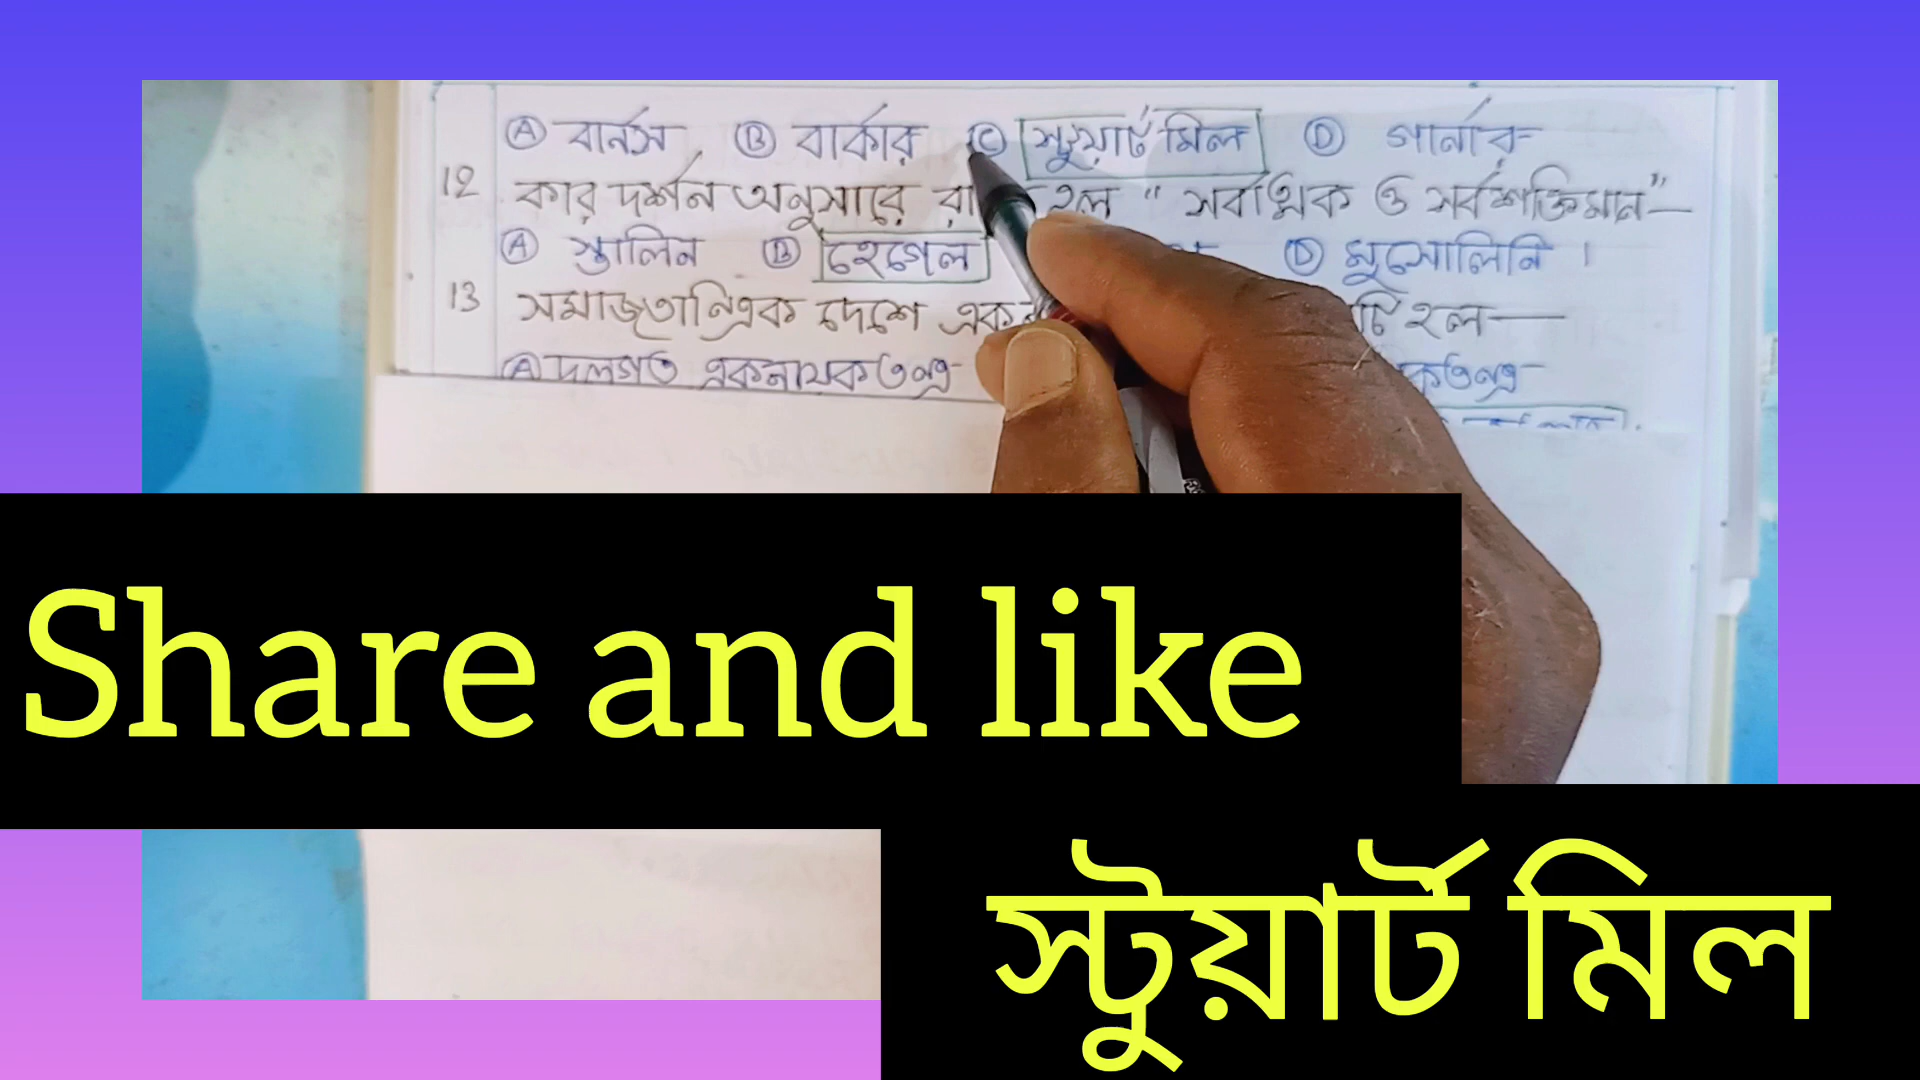 Ⓐ বার্নস Ⓑ বার্কার Ⓒ স্টুয়ার্ট মিল Ⓓ গার্নার
12 কার দর্শন অনুসারে হল “ সর্বাত্মক ও সর্বশক্তিমান” —
Ⓐ স্তালিন Ⓑ হেগেল Ⓓ মুসোলিনি ।
13 সমাজতান্ত্রিক দেশে হল —
Ⓐ দলগত একনায়কতন্ত্র
Share and like
স্টুয়ার্ট মিল